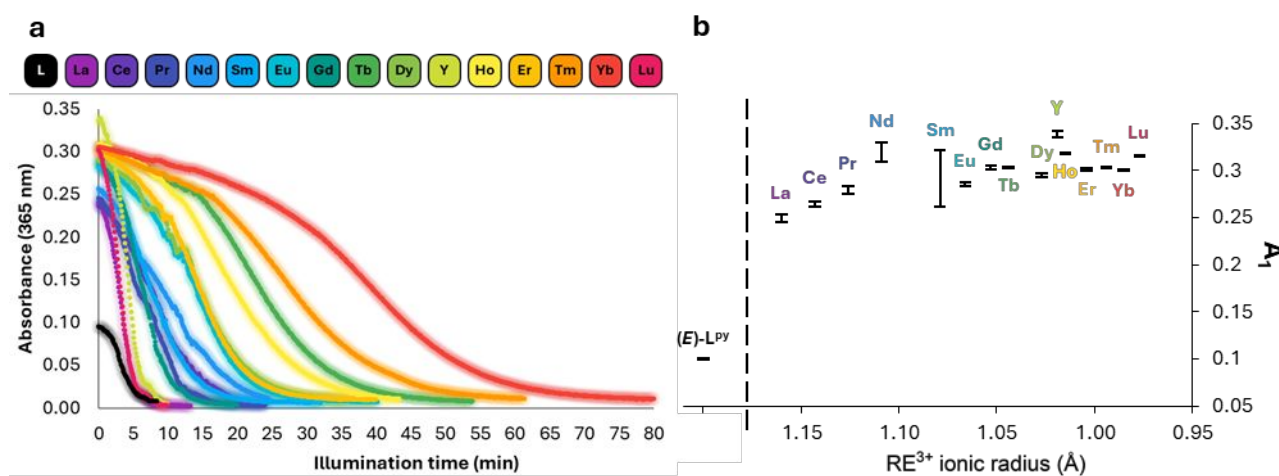 a
L La Ce Pr Nd Sm Eu Gd Tb Dy Y Ho Er Tm Yb Lu
Absorbance (365 nm)
0.35
0.30
0.25
0.20
0.15
0.10
0.05
0.00
0 5 10 15 20 25 30 35 40 45 50 55 60 65 70 75 80
Illumination time (min)
b
(E)-Lᵖʸ
La
Ce
Pr
Nd
Sm
Eu
Gd
Tb
Dy
Y
Ho
Er
Tm
Yb
Lu
0.35
0.3
0.25
0.2
0.15
0.1
0.05
A₁
1.15 1.10 1.05 1.00 0.95
RE³⁺ ionic radius (Å)